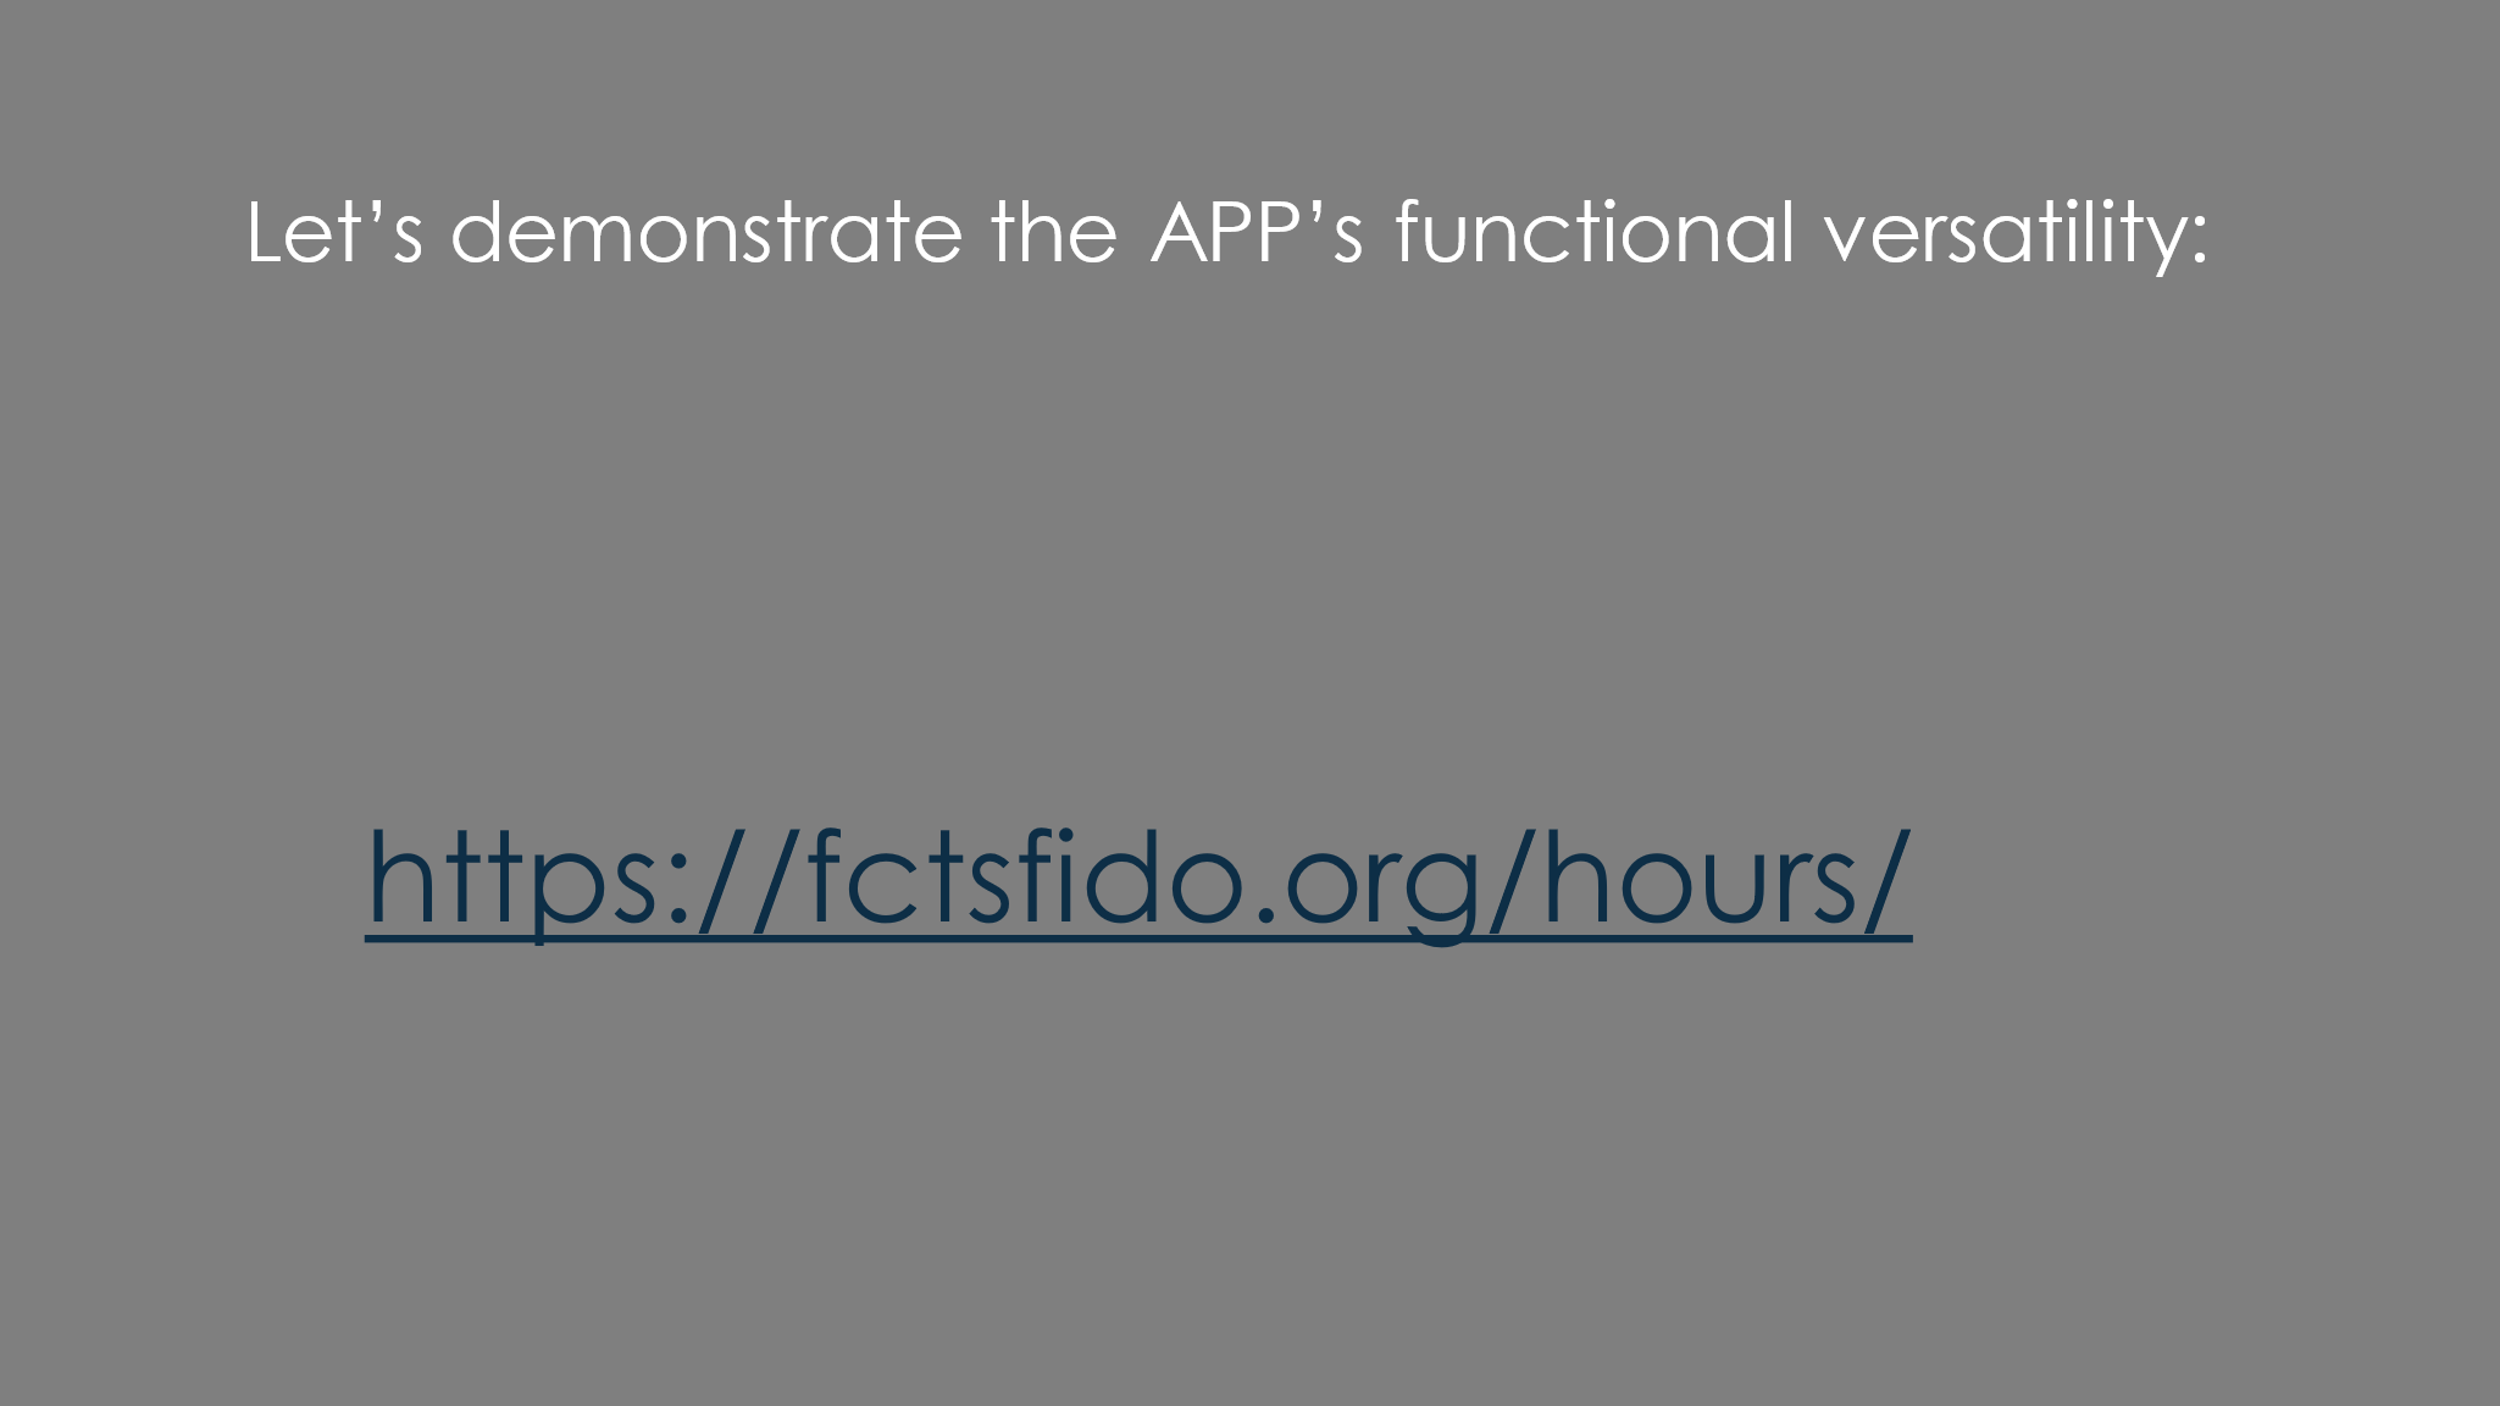 Let’s demonstrate the APP’s functional versatility:
https://fctsfido.org/hours/